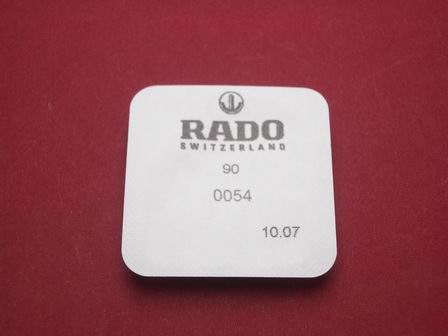 RADO
SWITZERLAND
90
0054
10.07